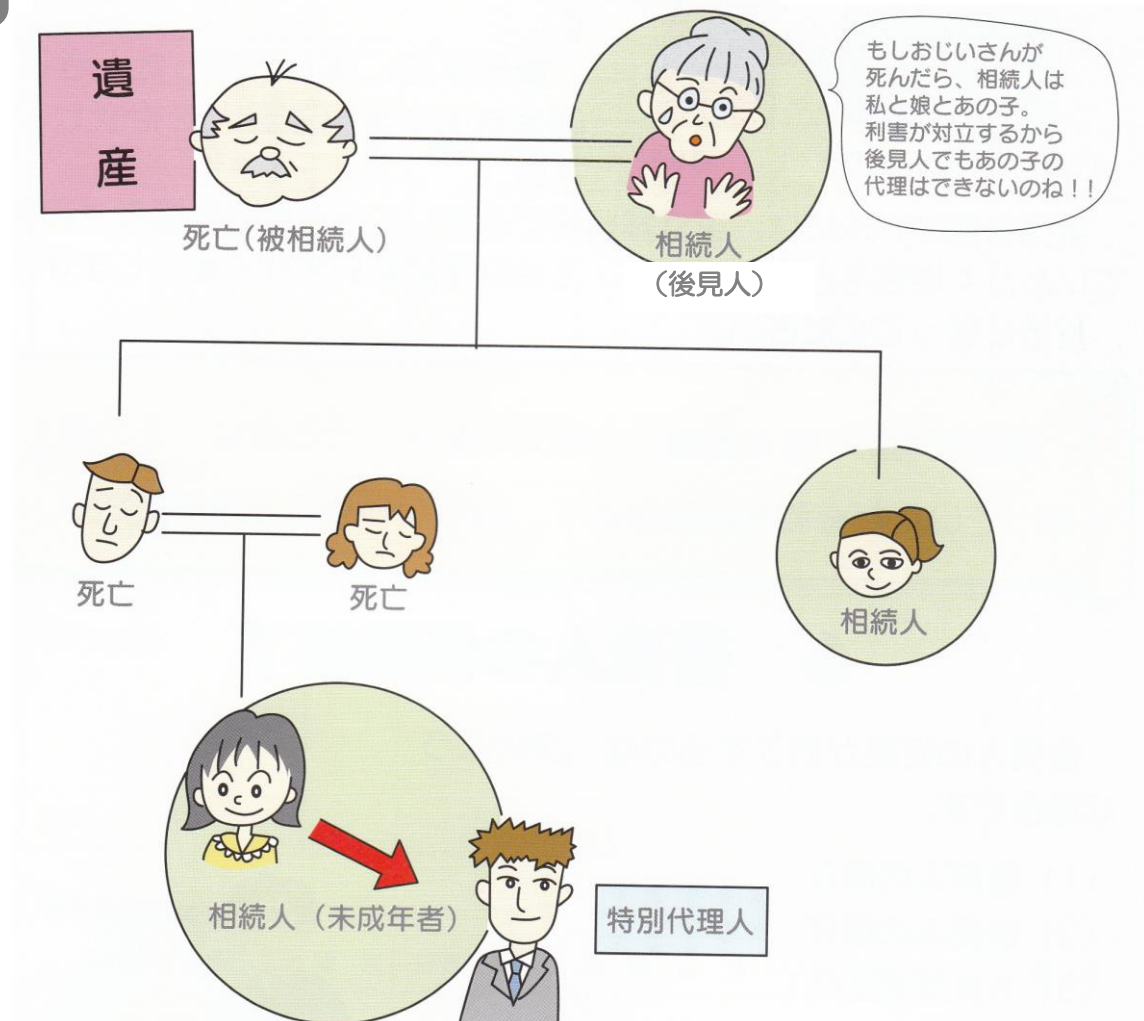 遺
産
死亡(被相続人)
相続人
(後見人)
もしおじいさんが
死んだら、相続人は
私と娘とあの子。
利害が対立するから
後見人でもあの子の
代理はできないのね!!
死亡
死亡
相続人
相続人(未成年者)
特別代理人